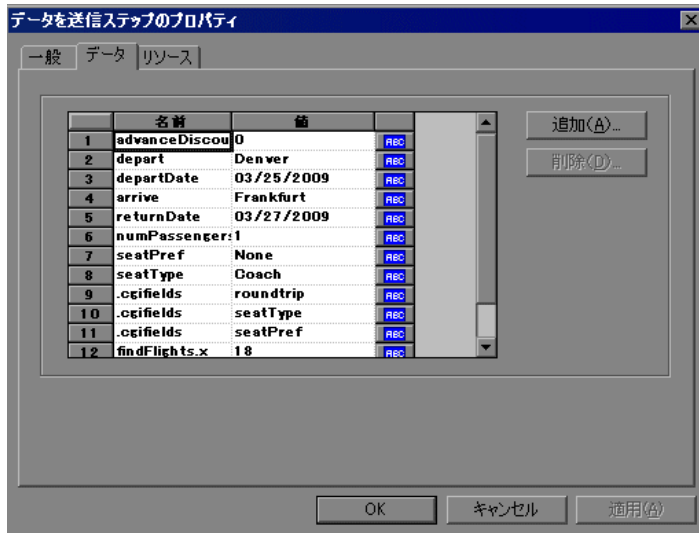 データを送信ステップのプロパティ
一般 データ リソース
名前 値
1 advanceDiscou 0 ABC
2 depart Denver ABC
3 departDate 03/25/2009 ABC
4 arrive Frankfurt ABC
5 returnDate 03/27/2009 ABC
6 numPassengers 1 ABC
7 seatPref None ABC
8 seatType Coach ABC
9 .cgifields roundtrip ABC
10 .cgifields seatType ABC
11 .cgifields seatPref ABC
12 findFlights.x 18 ABC
追加(A)...
削除(D)...
OK キャンセル 適用(A)